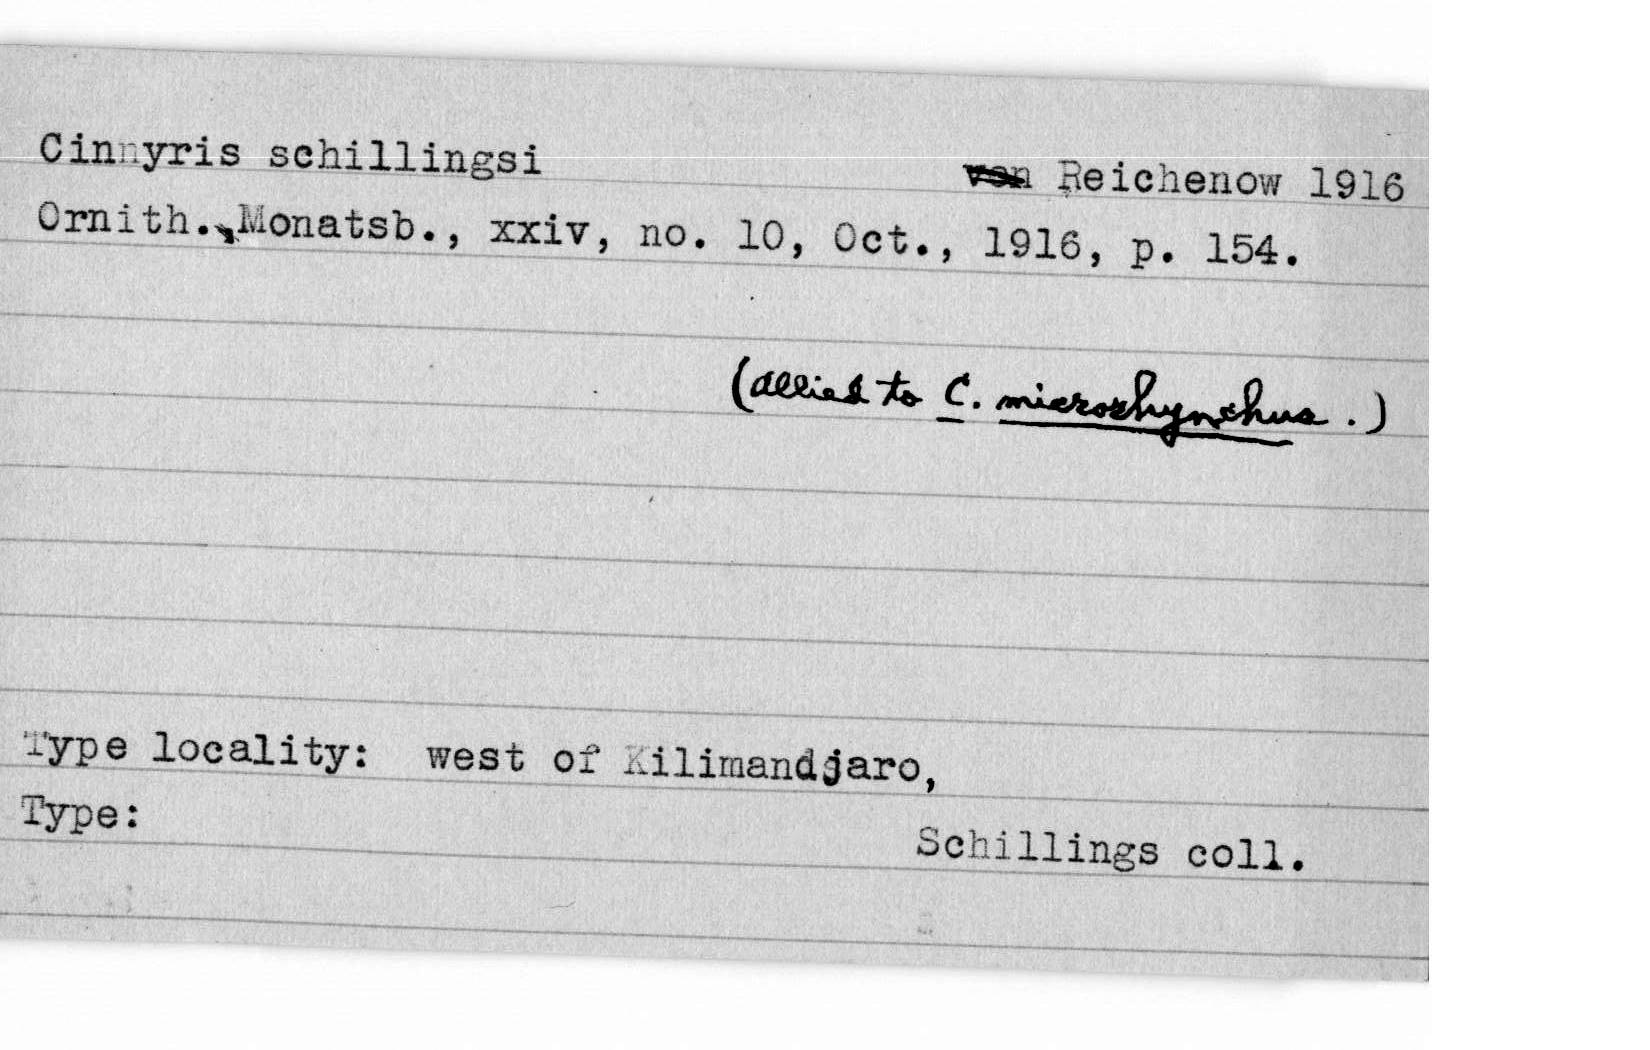 Cinnyris schillingsi Reichenow 1916
Ornith. Monatsb., xxiv, no. 10, Oct., 1916, p. 154.
(allied to C. microrhynchus.)
Type locality: west of Kilimandjaro,
Type:
Schillings coll.